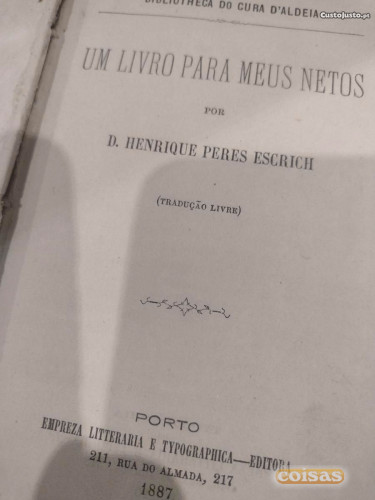 BIBLIOTHECA DO CURA D'ALDEIA
CustoJusto.pt
UM LIVRO PARA MEUS NETOS
POR
D. HENRIQUE PERES ESCRICH
(TRADUÇÃO LIVRE)
PORTO
EMPREZA LITTERARIA E TYPOGRAPHICA—EDITORA
211, RUA DO ALMADA, 217
1887
coisas